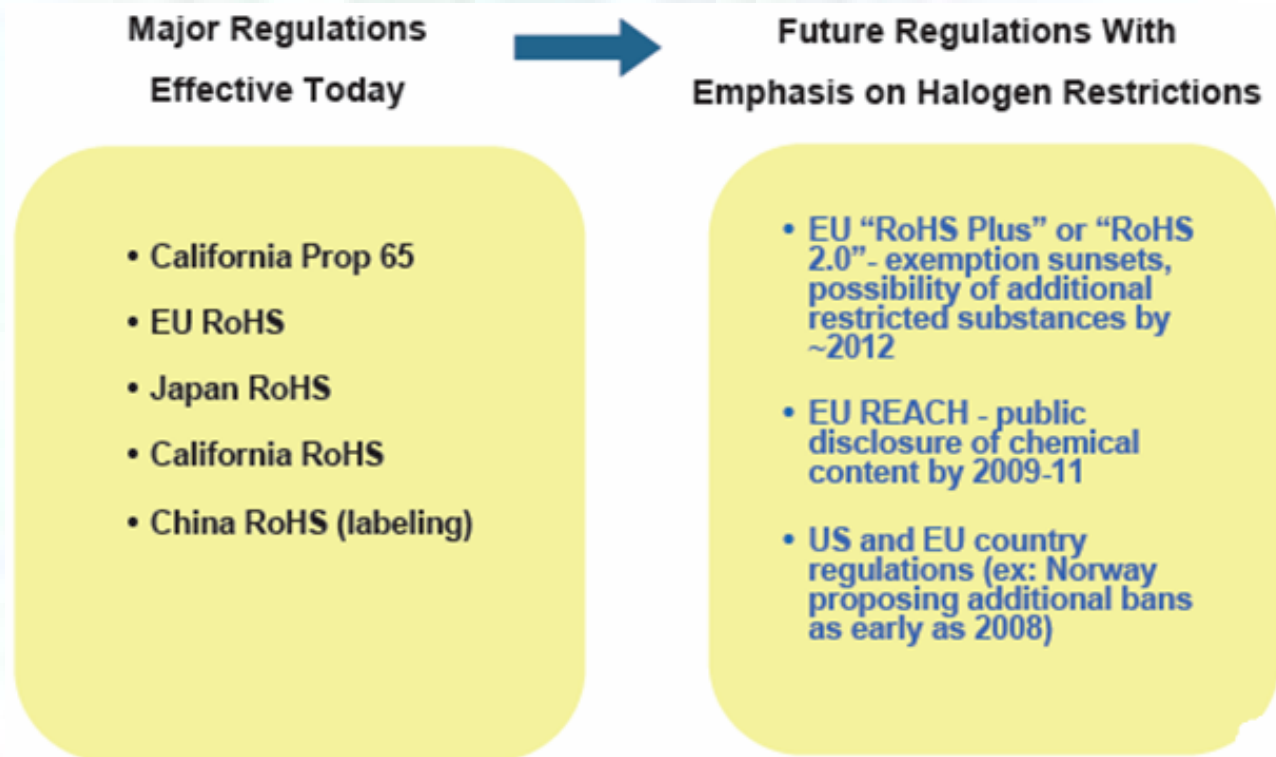 Major Regulations
Effective Today
Future Regulations With
Emphasis on Halogen Restrictions
• California Prop 65
• EU RoHS
• Japan RoHS
• California RoHS
• China RoHS (labeling)
• EU “RoHS Plus” or “RoHS
2.0”- exemption sunsets,
possibility of additional
restricted substances by
~2012
• EU REACH - public
disclosure of chemical
content by 2009-11
• US and EU country
regulations (ex: Norway
proposing additional bans
as early as 2008)